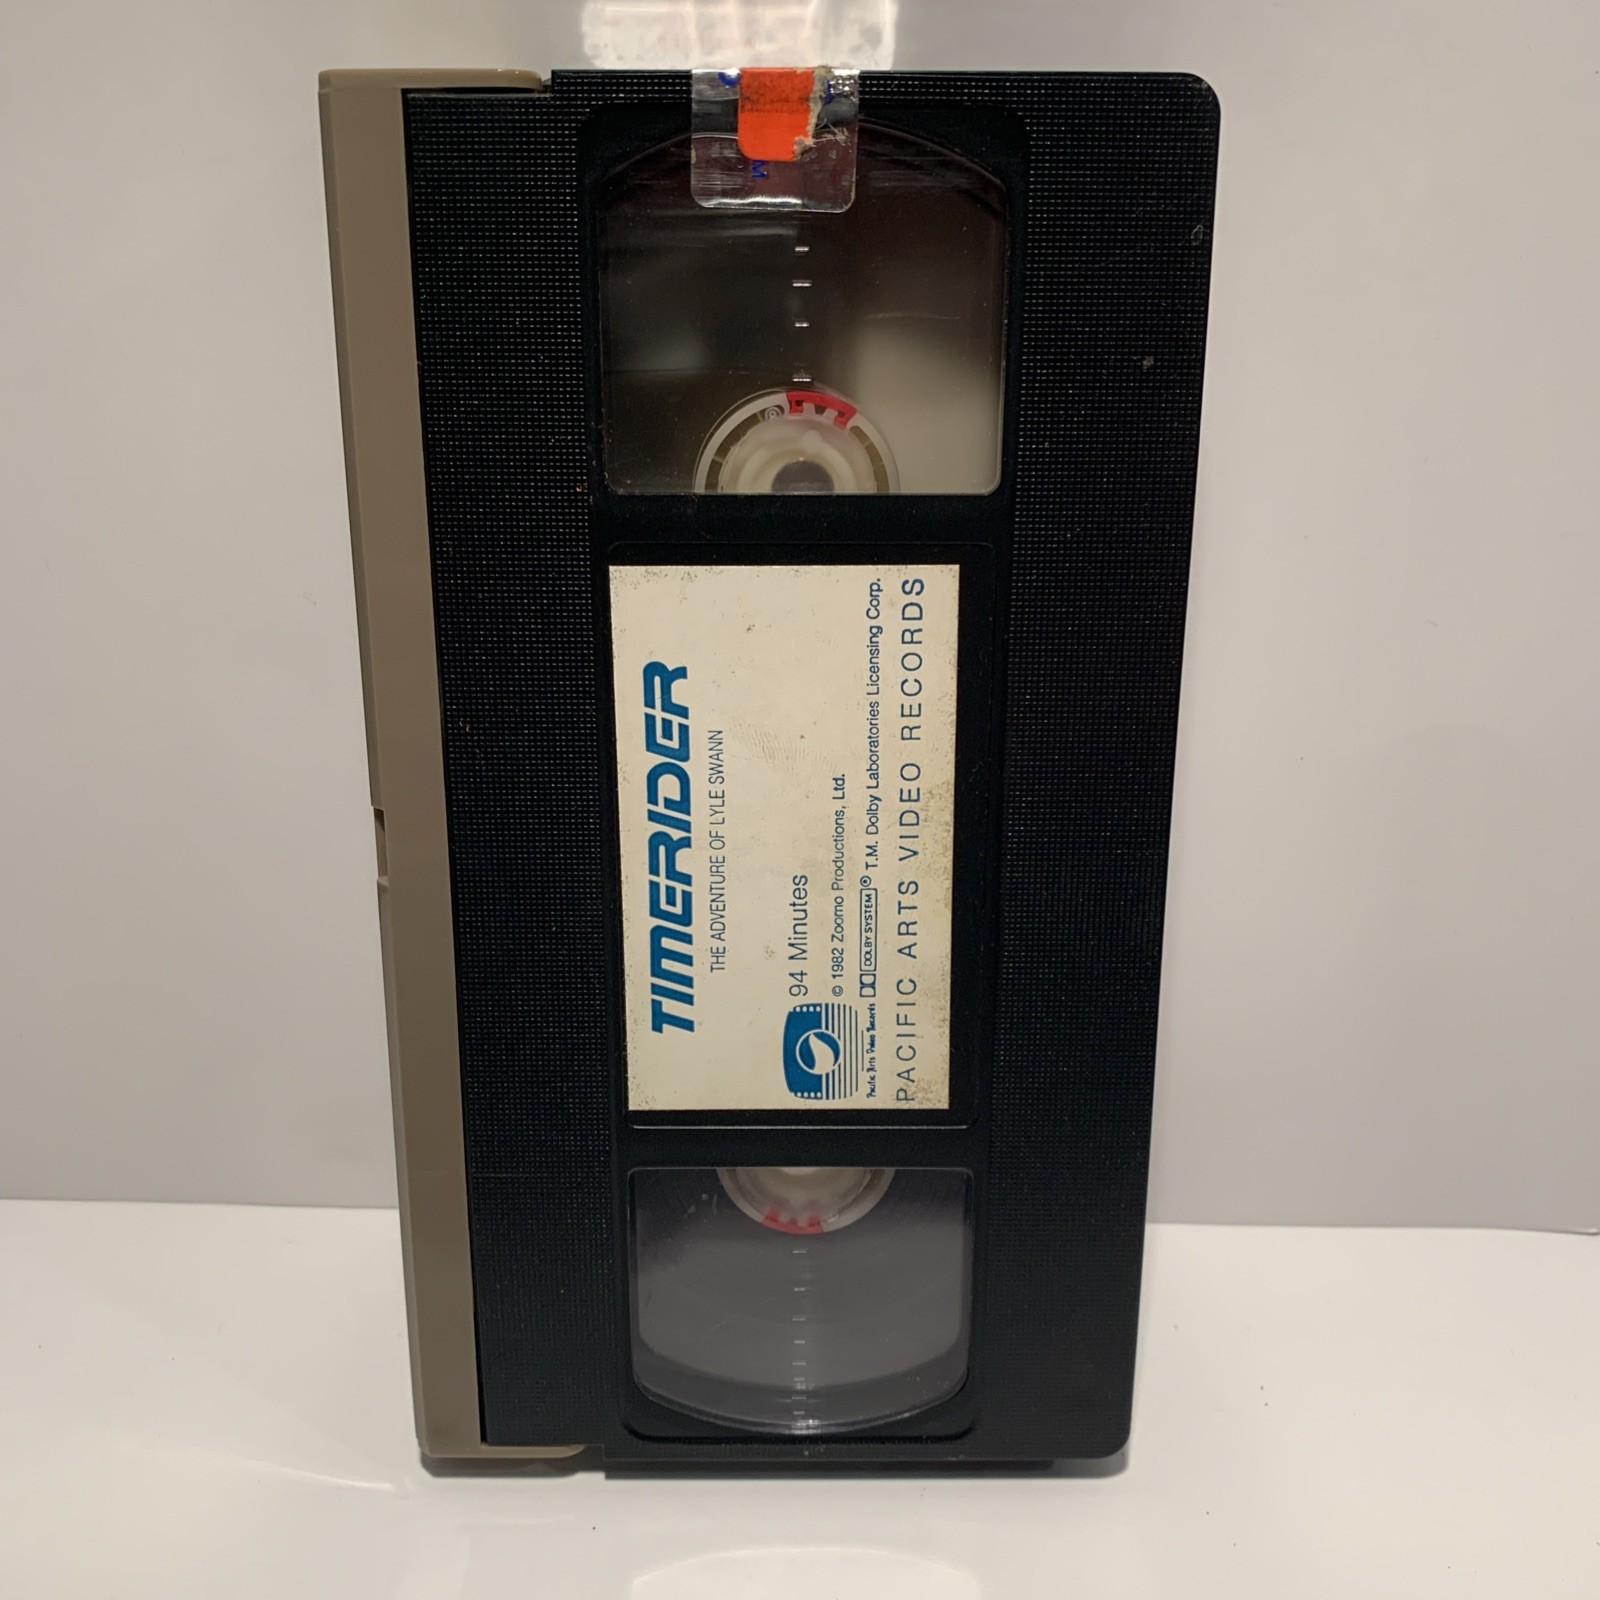 TIMERIDER
THE ADVENTURE OF LYLE SWANN
94 Minutes
© 1982 Zoomo Productions, Ltd.
DOLBY SYSTEM ® T.M. Dolby Laboratories Licensing Corp.
Pacific Arts Video Records
PACIFIC ARTS VIDEO RECORDS